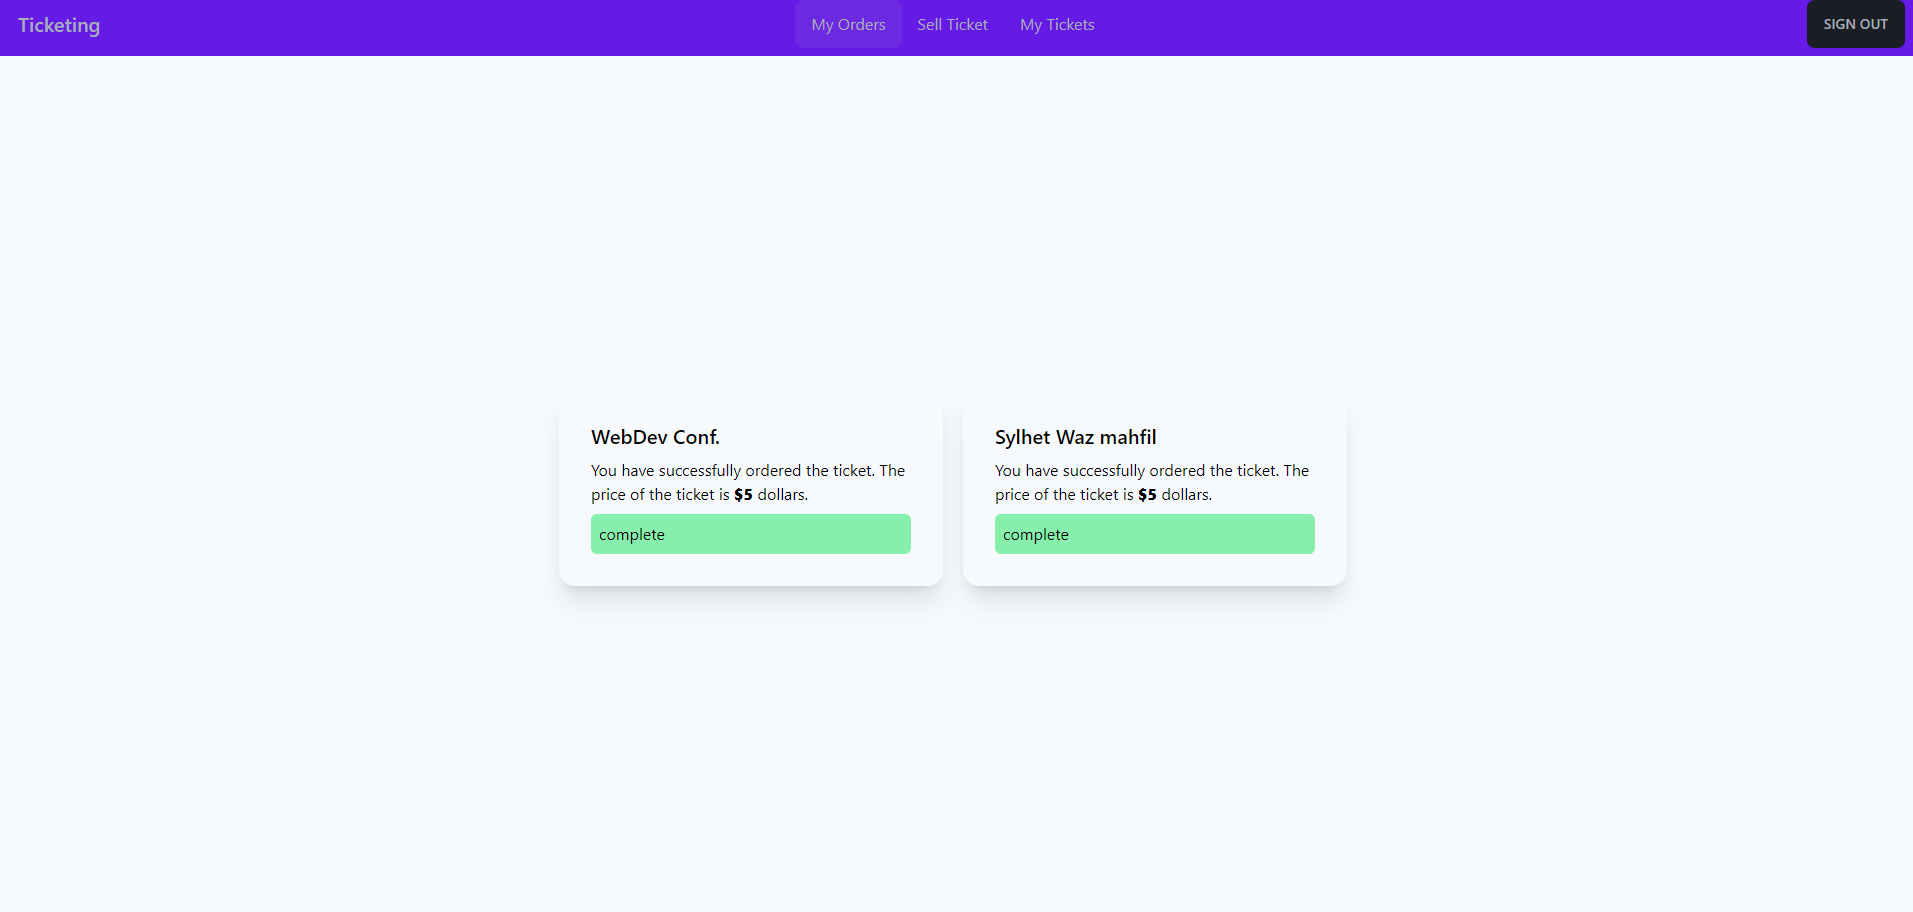 Ticketing
My Orders
Sell Ticket
My Tickets
SIGN OUT
WebDev Conf.
You have successfully ordered the ticket. The
price of the ticket is $5 dollars.
complete
Sylhet Waz mahfil
You have successfully ordered the ticket. The
price of the ticket is $5 dollars.
complete